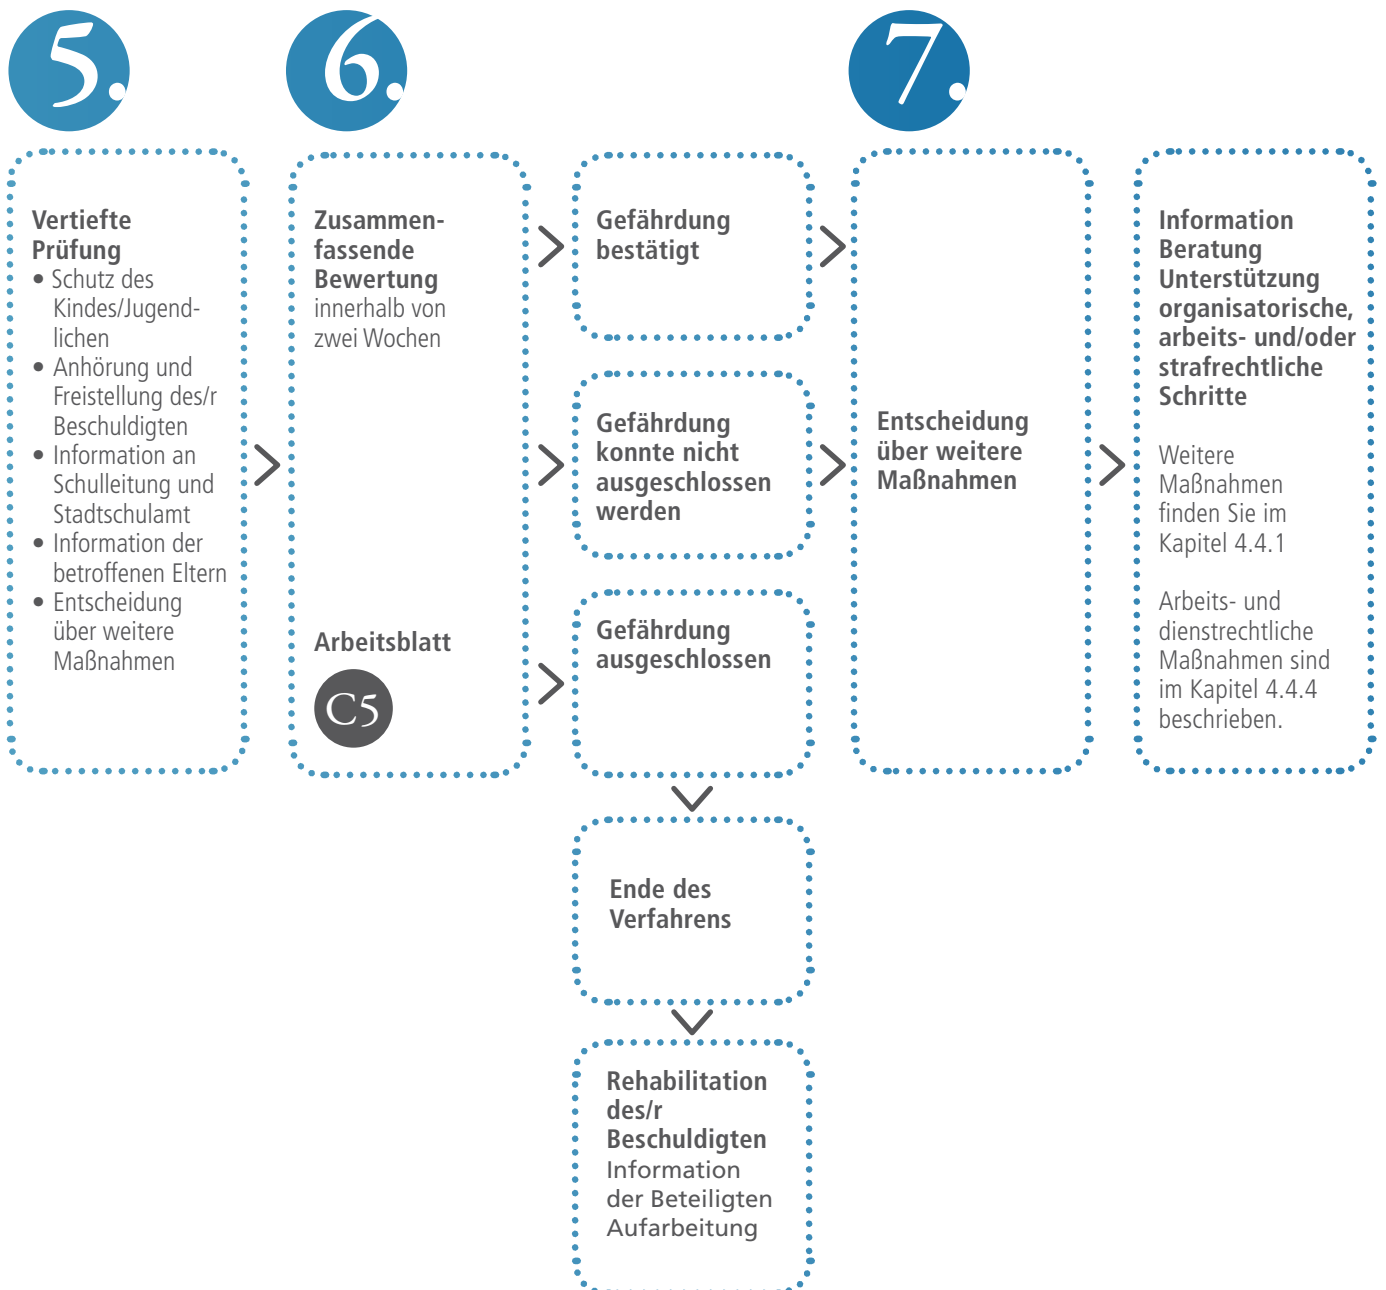 5.
Vertiefte
Prüfung
• Schutz des
Kindes/Jugend-
lichen
• Anhörung und
Freistellung des/r
Beschuldigten
• Information an
Schulleitung und
Stadtschulamt
• Information der
betroffenen Eltern
• Entscheidung
über weitere
Maßnahmen
6.
Zusammen-
fassende
Bewertung
innerhalb von
zwei Wochen
Arbeitsblatt
C5
Gefährdung
bestätigt
Gefährdung
konnte nicht
ausgeschlossen
werden
Gefährdung
ausgeschlossen
Ende des
Verfahrens
Rehabilitation
des/r
Beschuldigten
Information
der Beteiligten
Aufarbeitung
7.
Entscheidung
über weitere
Maßnahmen
Information
Beratung
Unterstützung
organisatorische,
arbeits- und/oder
strafrechtliche
Schritte
Weitere
Maßnahmen
finden Sie im
Kapitel 4.4.1
Arbeits- und
dienstrechtliche
Maßnahmen sind
im Kapitel 4.4.4
beschrieben.